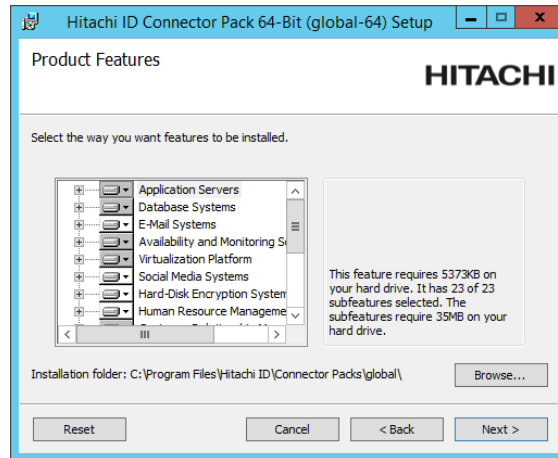 Hitachi ID Connector Pack 64-Bit (global-64) Setup
Product Features
HITACHI
Select the way you want features to be installed.
Application Servers
Database Systems
E-Mail Systems
Availability and Monitoring
Virtualization Platform
Social Media Systems
Hard-Disk Encryption System
Human Resource Manageme
This feature requires 5373KB on
your hard drive. It has 23 of 23
subfeatures selected. The
subfeatures require 35MB on your
hard drive.
Installation folder: C:\Program Files\Hitachi ID\Connector Packs\global\
Browse...
Reset
Cancel
< Back
Next >